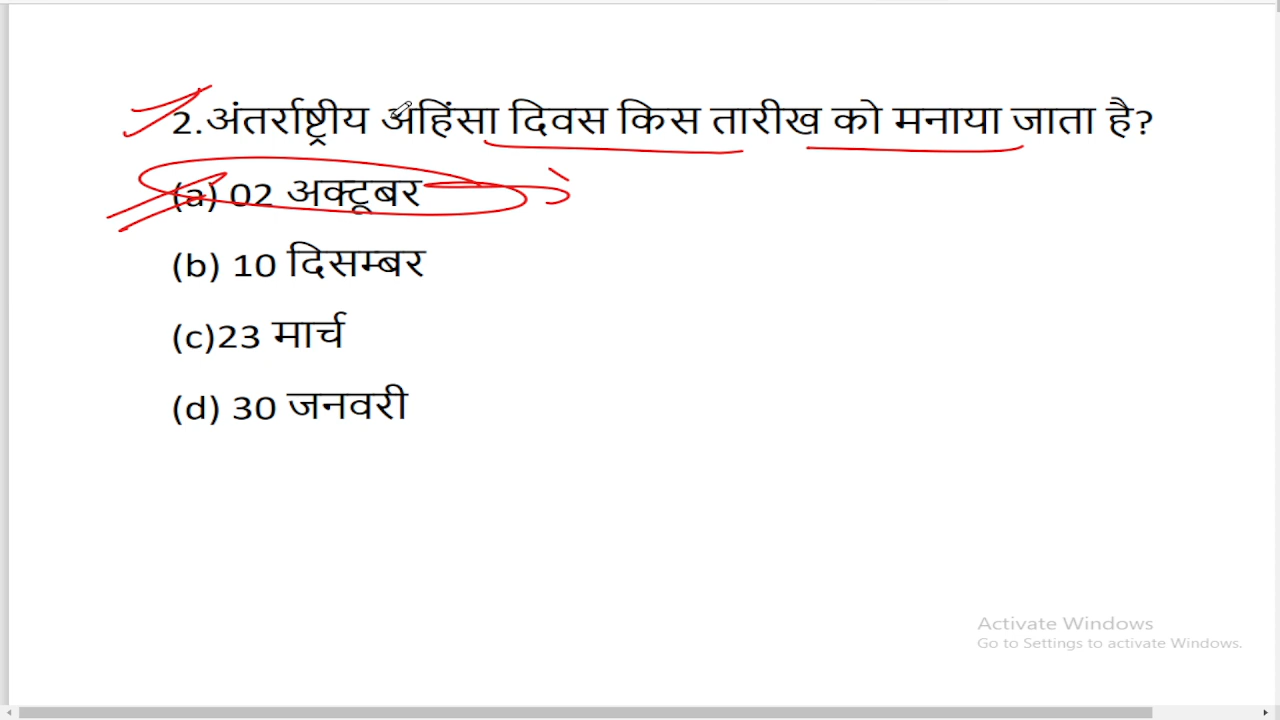 2.अंतर्राष्ट्रीय अहिंसा दिवस किस तारीख को मनाया जाता है?
(a) 02 अक्टूबर
(b) 10 दिसम्बर
(c)23 मार्च
(d) 30 जनवरी
Activate Windows
Go to Settings to activate Windows.